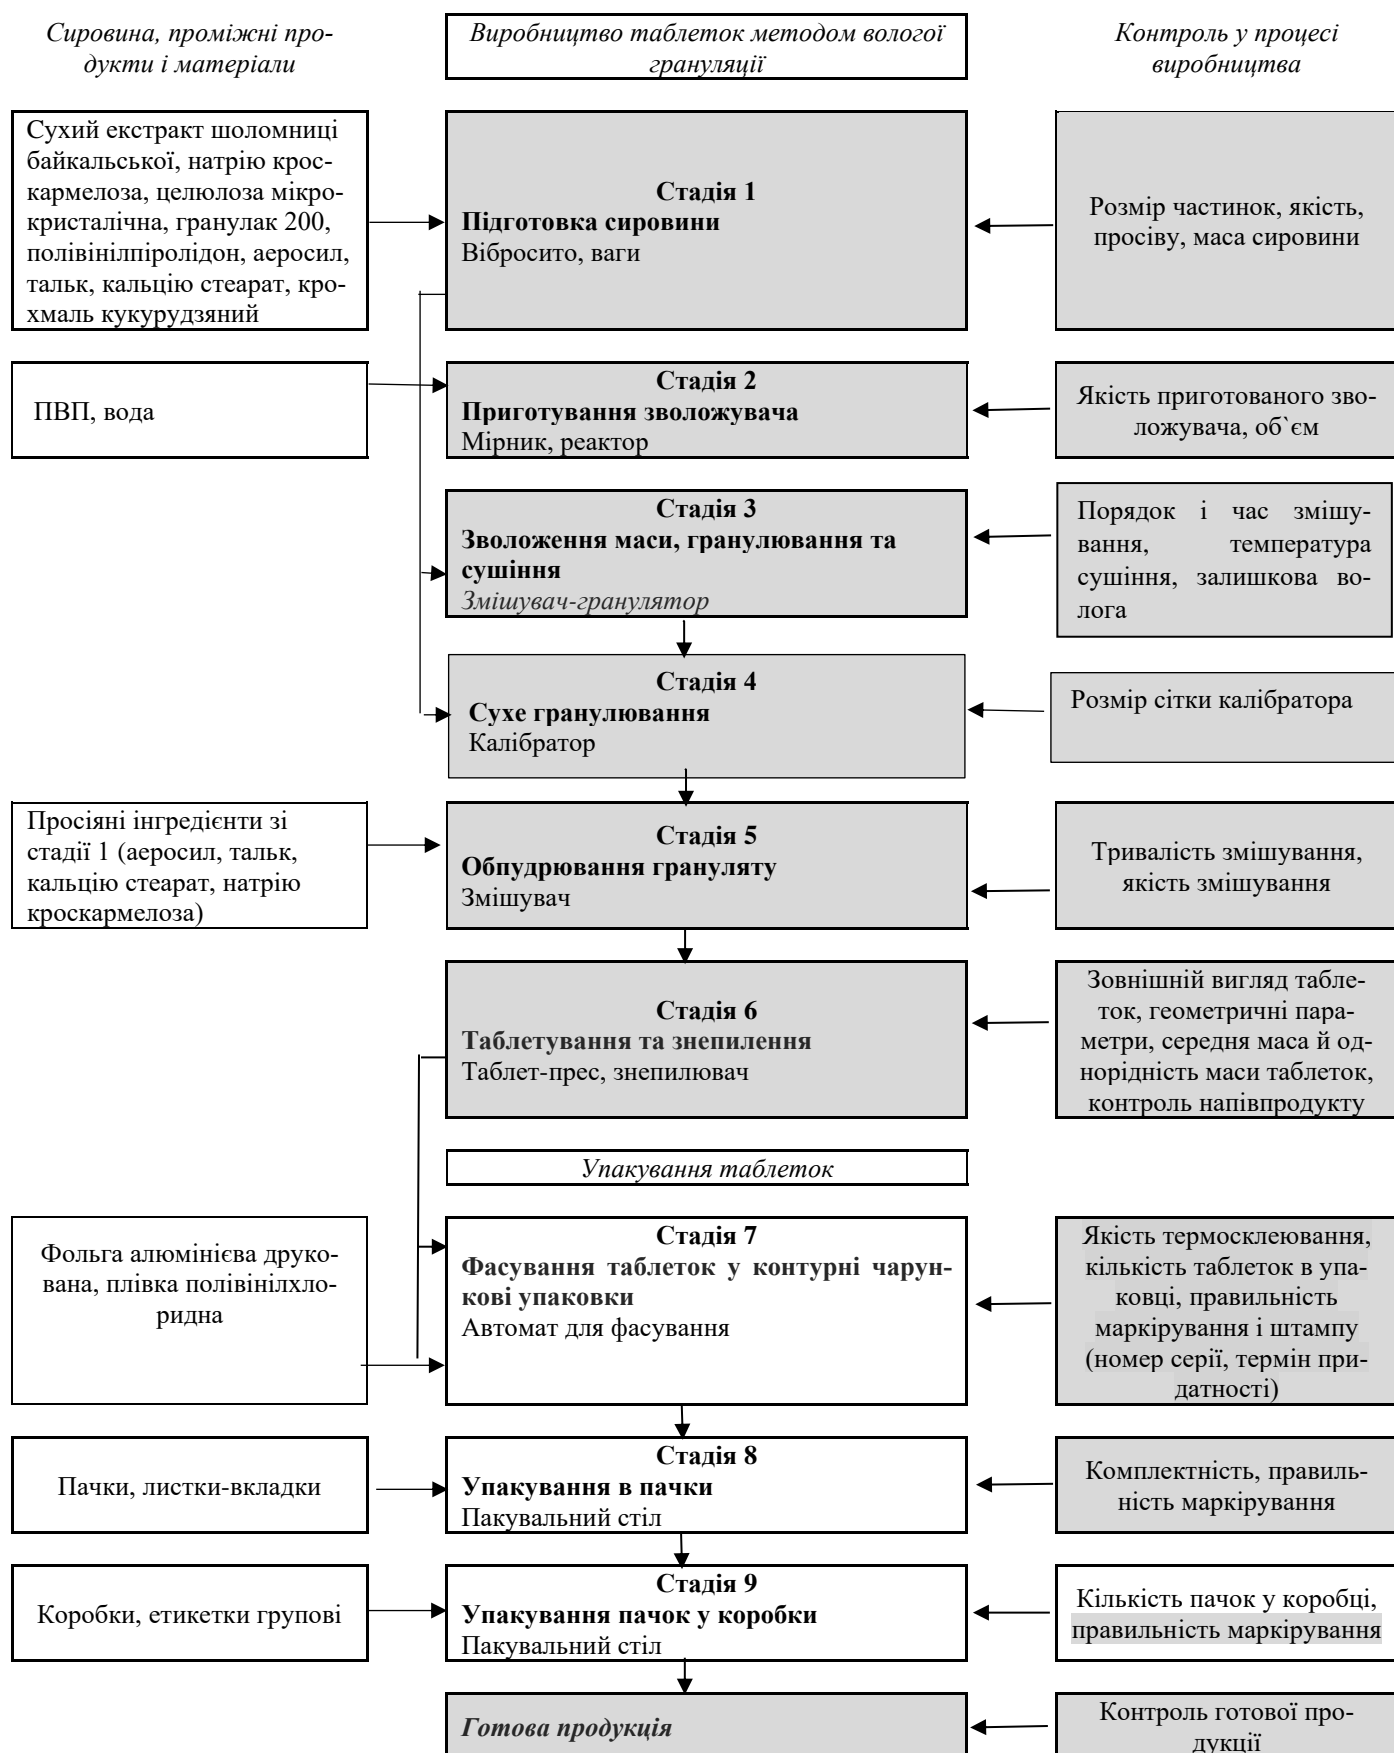 Сировина, проміжні про-
дукти і матеріали
Виробництво таблеток методом вологої
грануляції
Контроль у процесі
виробництва
Сухий екстракт шоломниці
байкальської, натрію крос-
кармелоза, целюлоза мікро-
кристалічна, гранулак 200,
полівінілпіролідон, аеросил,
тальк, кальцію стеарат, кро-
хмаль кукурудзяний
Стадія 1
Підготовка сировини
Вібросито, ваги
Розмір частинок, якість,
просіву, маса сировини
ПВП, вода
Стадія 2
Приготування зволожувача
Мірник, реактор
Якість приготованого зво-
ложувача, об`єм
Стадія 3
Зволоження маси, гранулювання та
сушіння
Змішувач-гранулятор
Порядок і час змішу-
вання, температура
сушіння, залишкова во-
лога
Стадія 4
Сухе гранулювання
Калібратор
Розмір сітки калібратора
Просіяні інгредієнти зі
стадії 1 (аеросил, тальк,
кальцію стеарат, натрію
кроскармелоза)
Стадія 5
Обпудрювання грануляту
Змішувач
Тривалість змішування,
якість змішування
Стадія 6
Таблетування та знепилення
Таблет-прес, знепилювач
Зовнішній вигляд табле-
ток, геометричні пара-
метри, середня маса й од-
норідність маси таблеток,
контроль напівпродукту
Упакування таблеток
Фольга алюмінієва друко-
вана, плівка полівінілхло-
ридна
Стадія 7
Фасування таблеток у контурні чарун-
кові упаковки
Автомат для фасування
Якість термосклеювання,
кількість таблеток в упа-
ковці, правильність
маркірування і штампу
(номер серії, термін при-
датності)
Пачки, листки-вкладки
Стадія 8
Упакування в пачки
Пакувальний стіл
Комплектність, правиль-
ність маркірування
Коробки, етикетки групові
Стадія 9
Упакування пачок у коробки
Пакувальний стіл
Кількість пачок у коробці,
правильність маркірування
Готова продукція
Контроль готової про-
дукції